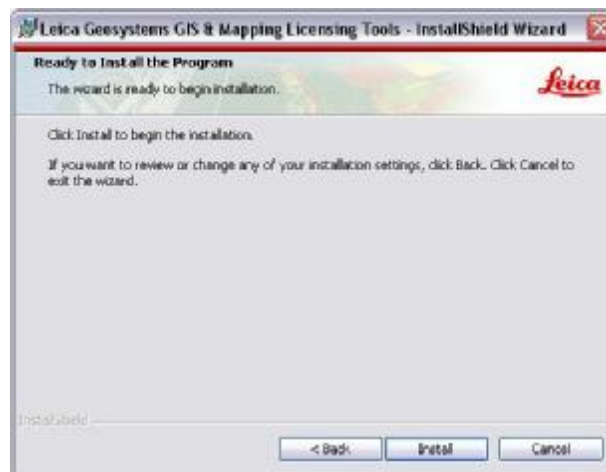 Leica Geosystems GIS & Mapping Licensing Tools - InstallShield Wizard
Ready to Install the Program
The wizard is ready to begin installation.
Leica
Click Install to begin the installation.
If you want to review or change any of your installation settings, click Back. Click Cancel to
exit the wizard.
InstallShield
< Back
Install
Cancel